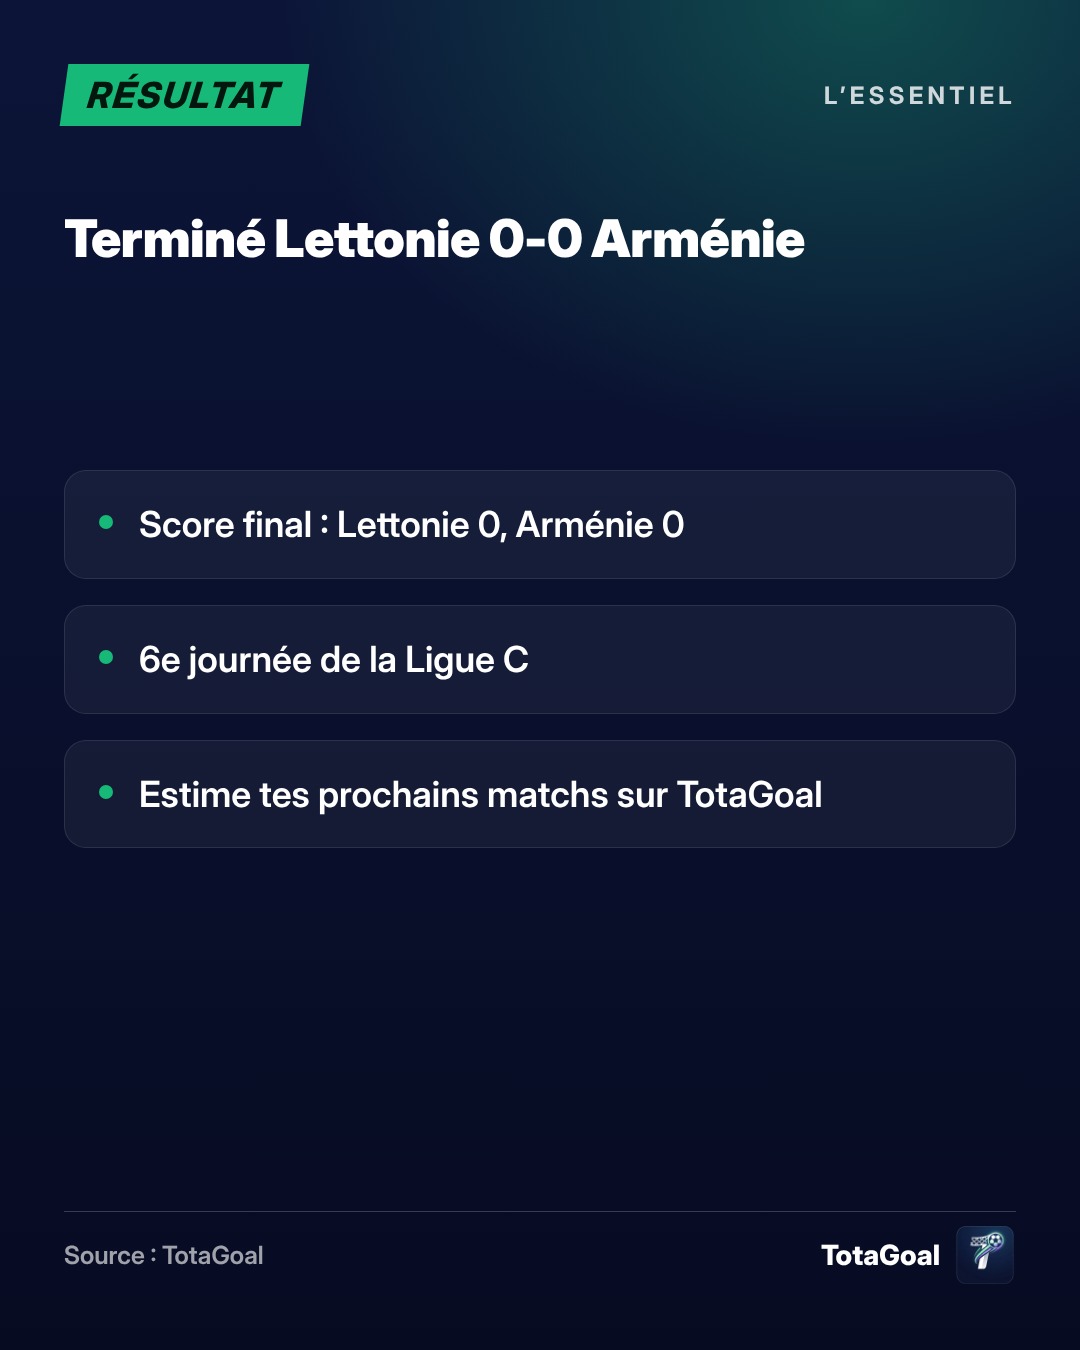 RÉSULTAT
L'ESSENTIEL
Terminé Lettonie 0-0 Arménie
Score final : Lettonie 0, Arménie 0
6e journée de la Ligue C
Estime tes prochains matchs sur TotaGoal
Source : TotaGoal
TotaGoal